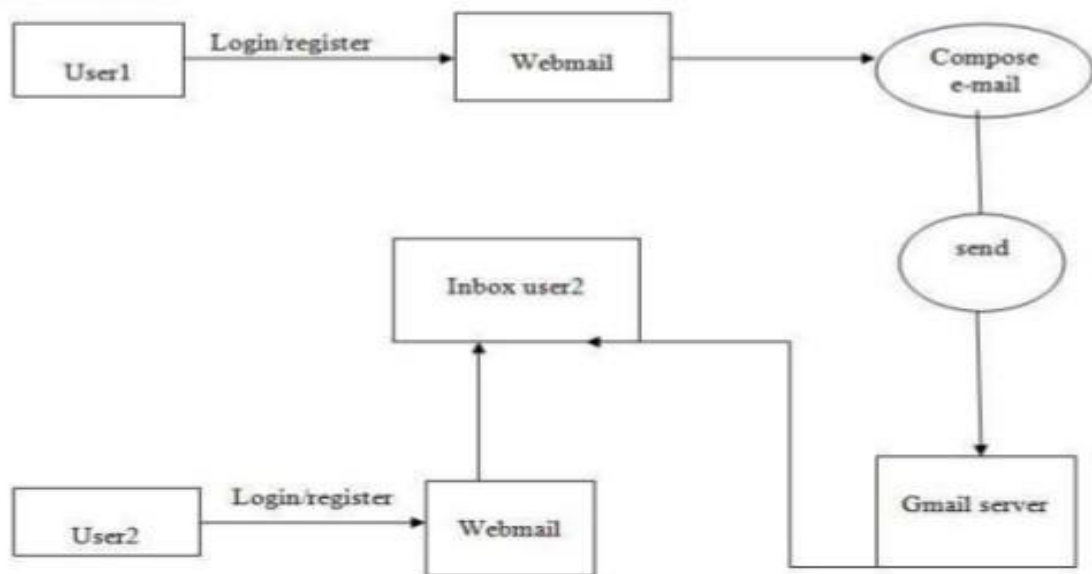 Login/register
User1
Webmail
Compose
e-mail
send
Inbox user2
Login/register
User2
Webmail
Gmail server